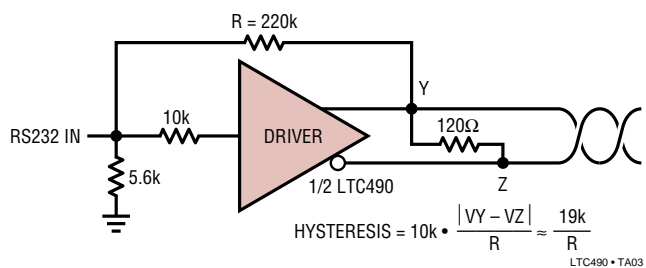 R = 220k
Y
10k
120Ω
RS232 IN
DRIVER
5.6k
1/2 LTC490
Z
HYSTERESIS = 10k • |VY – VZ| / R ≈ 19k / R
LTC490 • TA03